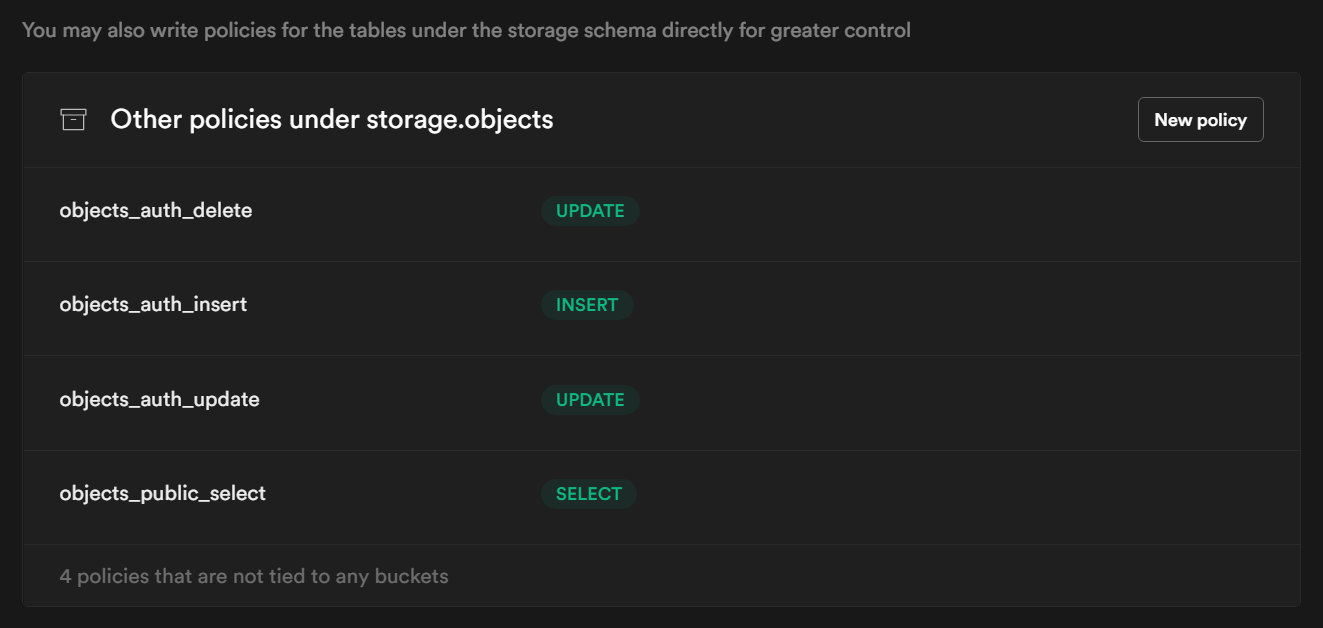 You may also write policies for the tables under the storage schema directly for greater control
Other policies under storage.objects
New policy
objects_auth_delete UPDATE
objects_auth_insert INSERT
objects_auth_update UPDATE
objects_public_select SELECT
4 policies that are not tied to any buckets